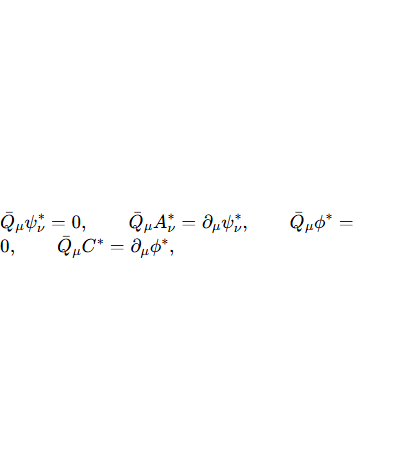 $\bar{Q}_\mu \psi^*_\nu = 0, \qquad \bar{Q}_\mu A^*_\nu = \partial_\mu \psi^*_\nu, \qquad \bar{Q}_\mu \phi^* =$
$0, \qquad \bar{Q}_\mu C^* = \partial_\mu \phi^*,$